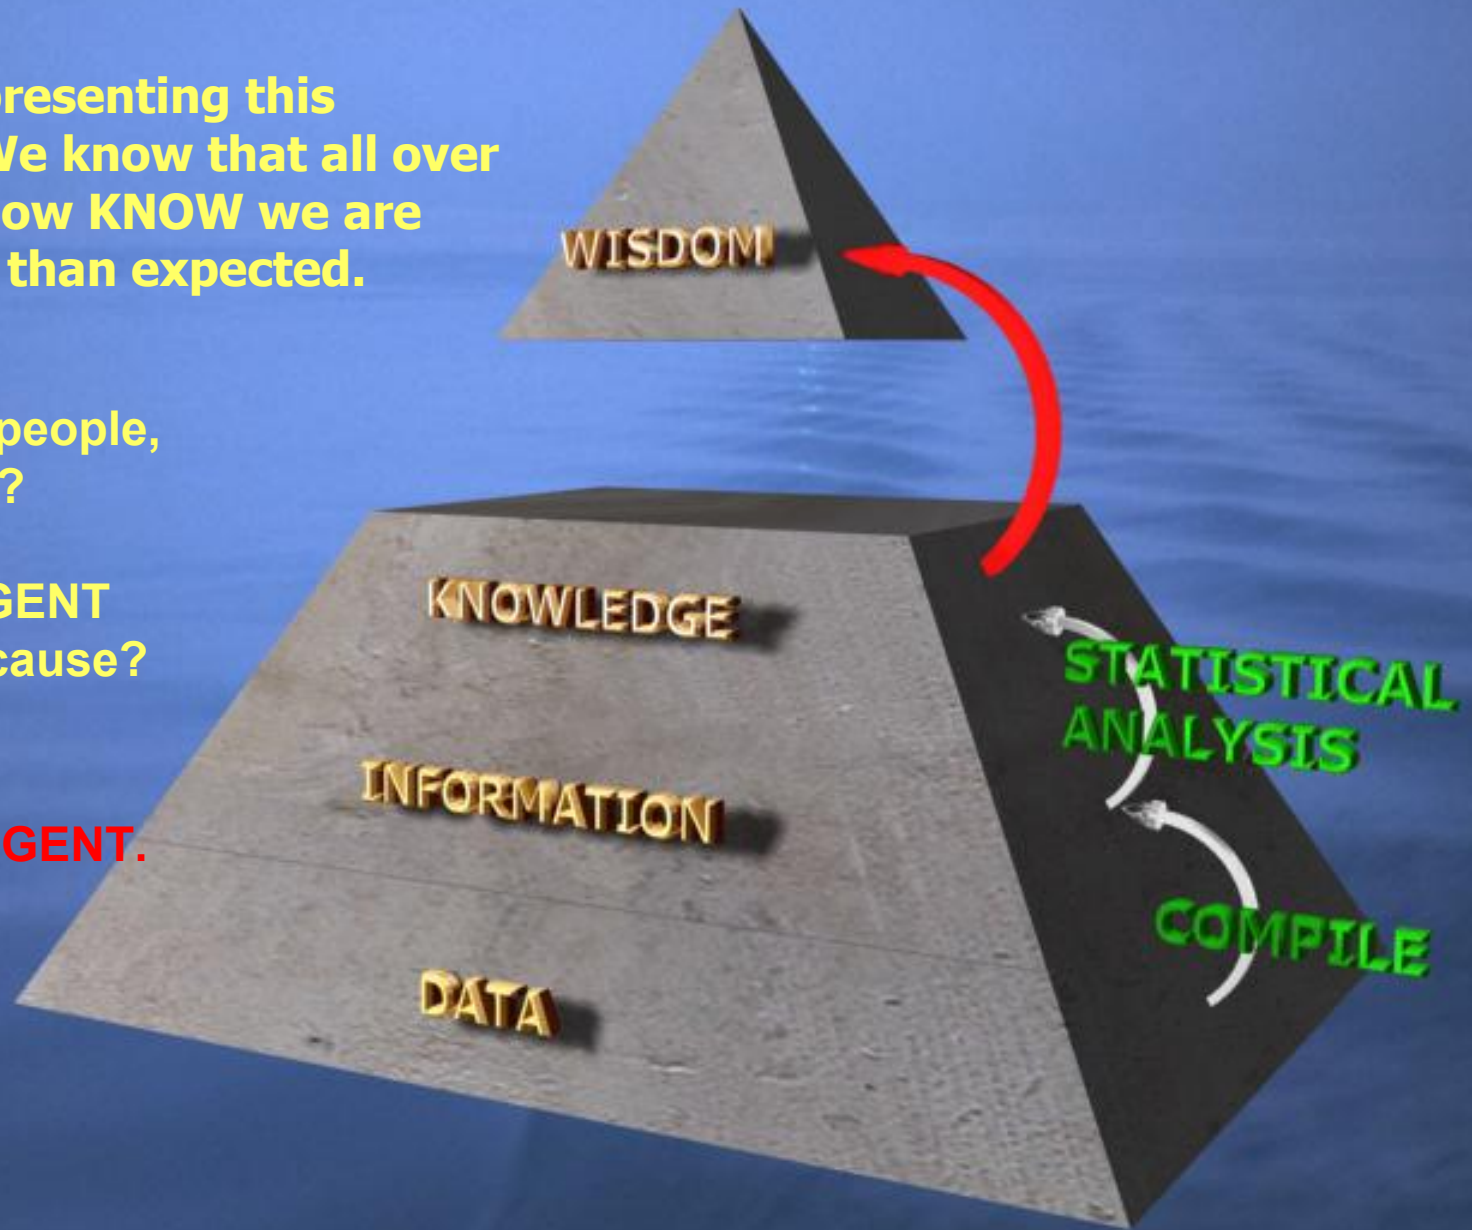 resenting this
We know that all over
ow KNOW we are
than expected.
people,
?
GENT
cause?
GENT.
WISDOM
KNOWLEDGE
INFORMATION
DATA
STATISTICAL
ANALYSIS
COMPILE